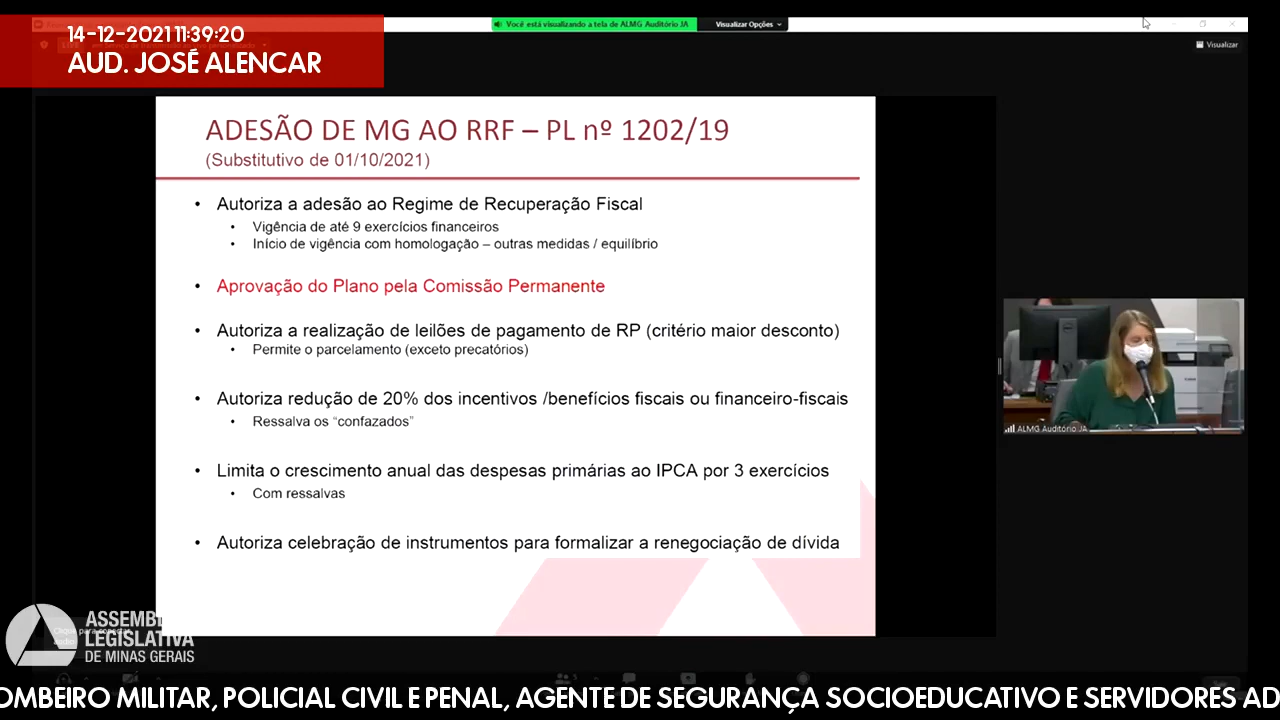 Você está visualizando a tela de ALMG Auditório JA
Visualizar Opções
14-12-2021 11:39:20
AUD. JOSÉ ALENCAR
Visualizar
ADESÃO DE MG AO RRF – PL nº 1202/19
(Substitutivo de 01/10/2021)
• Autoriza a adesão ao Regime de Recuperação Fiscal
• Vigência de até 9 exercícios financeiros
• Início de vigência com homologação – outras medidas / equilíbrio
• Aprovação do Plano pela Comissão Permanente
• Autoriza a realização de leilões de pagamento de RP (critério maior desconto)
• Permite o parcelamento (exceto precatórios)
• Autoriza redução de 20% dos incentivos /benefícios fiscais ou financeiro-fiscais
• Ressalva os “confazados”
• Limita o crescimento anual das despesas primárias ao IPCA por 3 exercícios
• Com ressalvas
• Autoriza celebração de instrumentos para formalizar a renegociação de dívida
ALMG Auditório JA
ASSEMB
LEGISLATIVA
DE MINAS GERAIS
OMBEIRO MILITAR, POLICIAL CIVIL E PENAL, AGENTE DE SEGURANÇA SOCIOEDUCATIVO E SERVIDORES AD